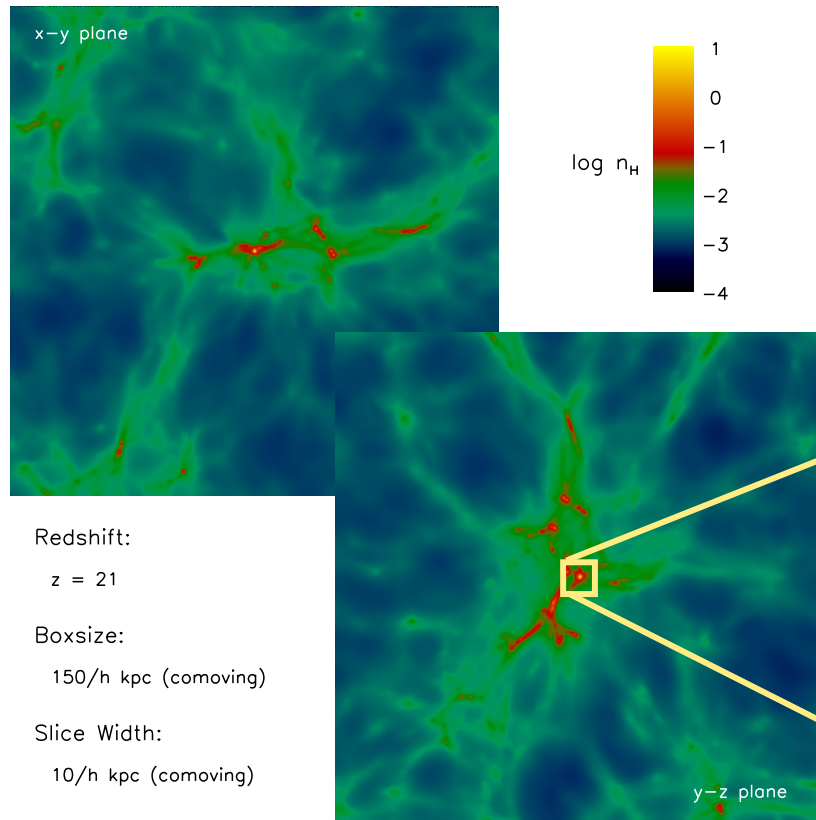 x-y plane
1
0
-1
log n_H
-2
-3
-4
Redshift:
z = 21
Boxsize:
150/h kpc (comoving)
Slice Width:
10/h kpc (comoving)
y-z plane